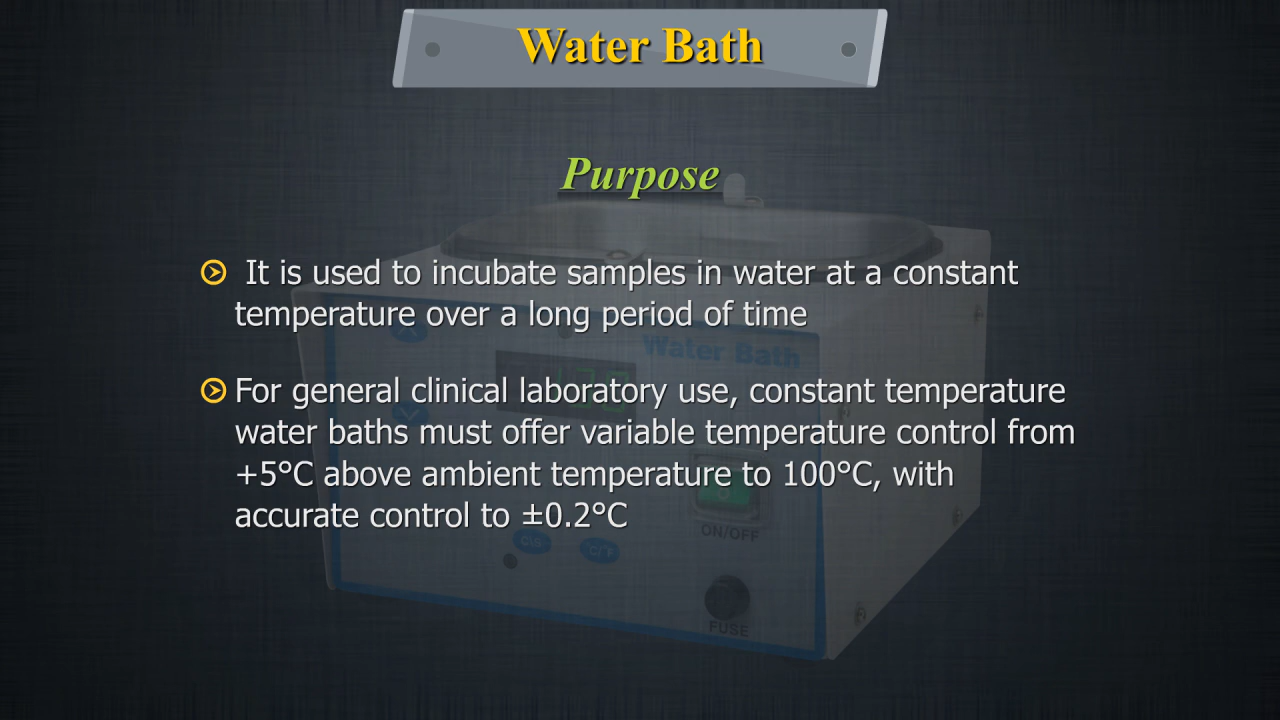 Water Bath
Purpose
It is used to incubate samples in water at a constant
temperature over a long period of time
Water Bath
For general clinical laboratory use, constant temperature
water baths must offer variable temperature control from
+5°C above ambient temperature to 100°C, with
accurate control to ±0.2°C
ON/OFF
°C/°F
FUSE